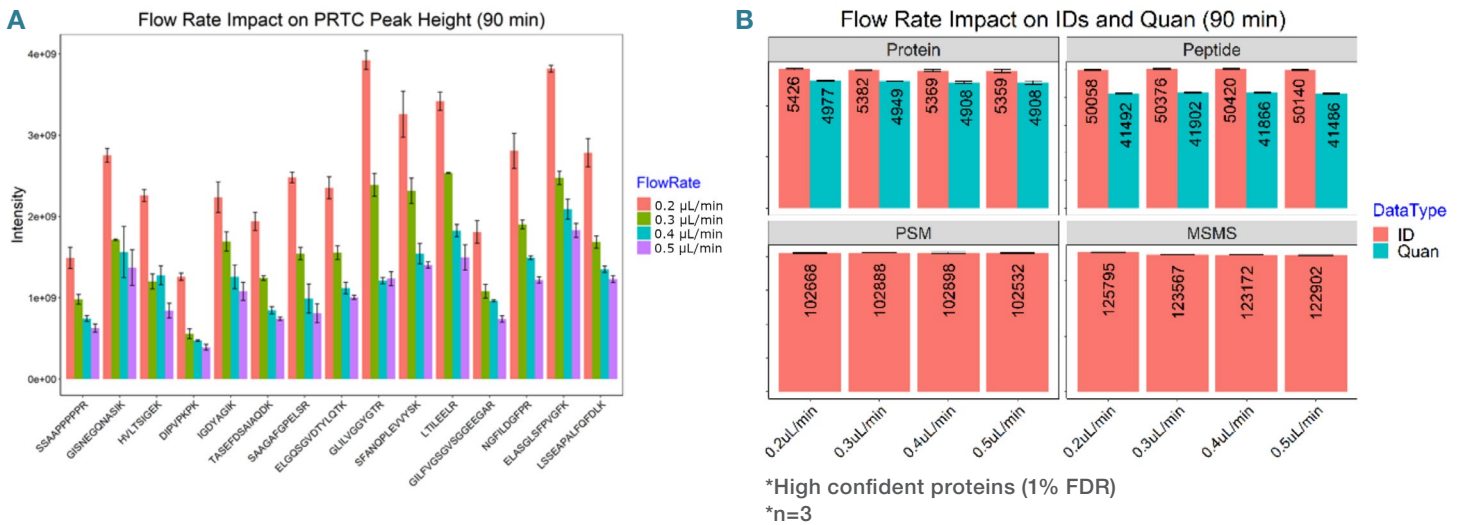 A
Flow Rate Impact on PRTC Peak Height (90 min)
Intensity
4e+09
3e+09
2e+09
1e+09
0e+00
SSAAPPPPPR
GISNEGQNASIK
HVLTSIGEK
DIPVPKPK
IGDYAGIK
TASEFDSAIAQDK
SAAGAFGPELSR
ELGQSGVDTYLQTK
GLILVGGYGTR
SFANQPLEVVYSK
LTILEELR
GILFVGSGVSGGEEGAR
NGFILDGFPR
ELASGLSFPVGFK
LSSEAPALFQFDLK
FlowRate
0.2 µL/min
0.3 µL/min
0.4 µL/min
0.5 µL/min
B
Flow Rate Impact on IDs and Quan (90 min)
Protein
5426
4977
5382
4949
5369
4908
5359
4908
Peptide
50058
41492
50376
41902
50420
41866
50140
41486
PSM
102668
102888
102898
102532
MSMS
125795
123567
123172
122902
0.2uL/min
0.3uL/min
0.4uL/min
0.5uL/min
0.2uL/min
0.3uL/min
0.4uL/min
0.5uL/min
DataType
ID
Quan
*High confident proteins (1% FDR)
*n=3